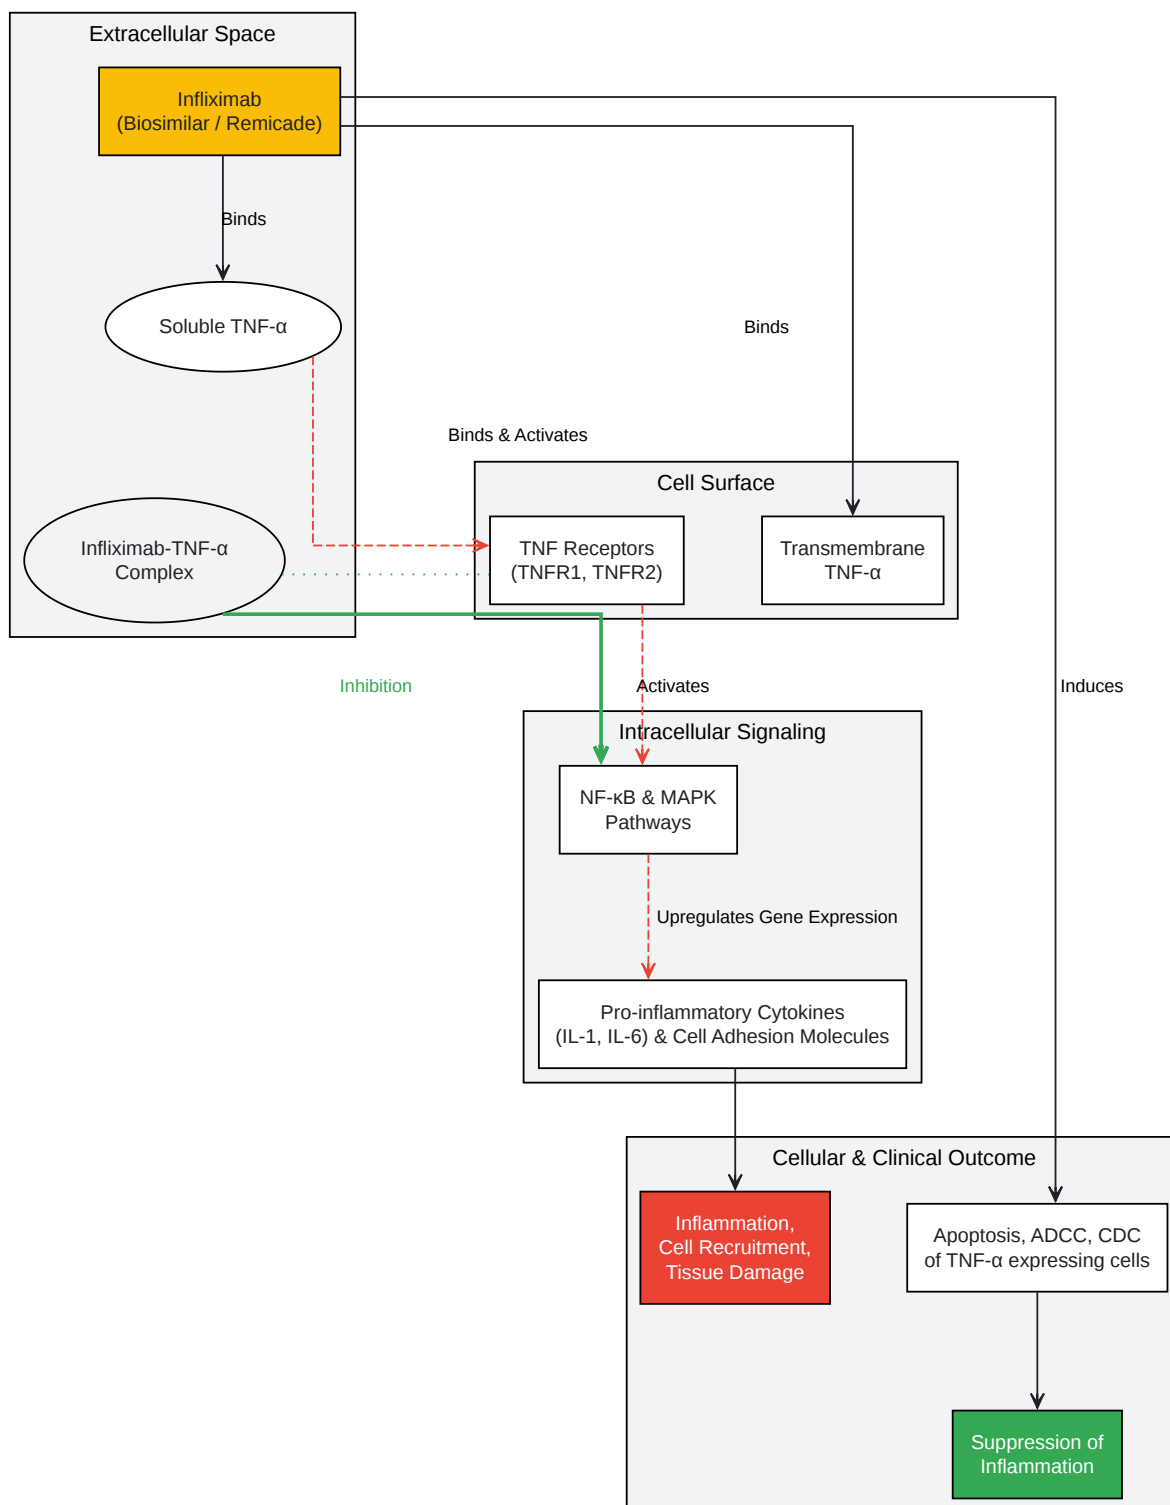 Extracellular Space
Infliximab
(Biosimilar / Remicade)
Binds
Soluble TNF-α
Binds
Binds & Activates
Cell Surface
Infliximab-TNF-α
Complex
TNF Receptors
(TNFR1, TNFR2)
Transmembrane
TNF-α
Inhibition
Activates
Induces
Intracellular Signaling
NF-κB & MAPK
Pathways
Upregulates Gene Expression
Pro-inflammatory Cytokines
(IL-1, IL-6) & Cell Adhesion Molecules
Cellular & Clinical Outcome
Inflammation,
Cell Recruitment,
Tissue Damage
Apoptosis, ADCC, CDC
of TNF-α expressing cells
Suppression of
Inflammation